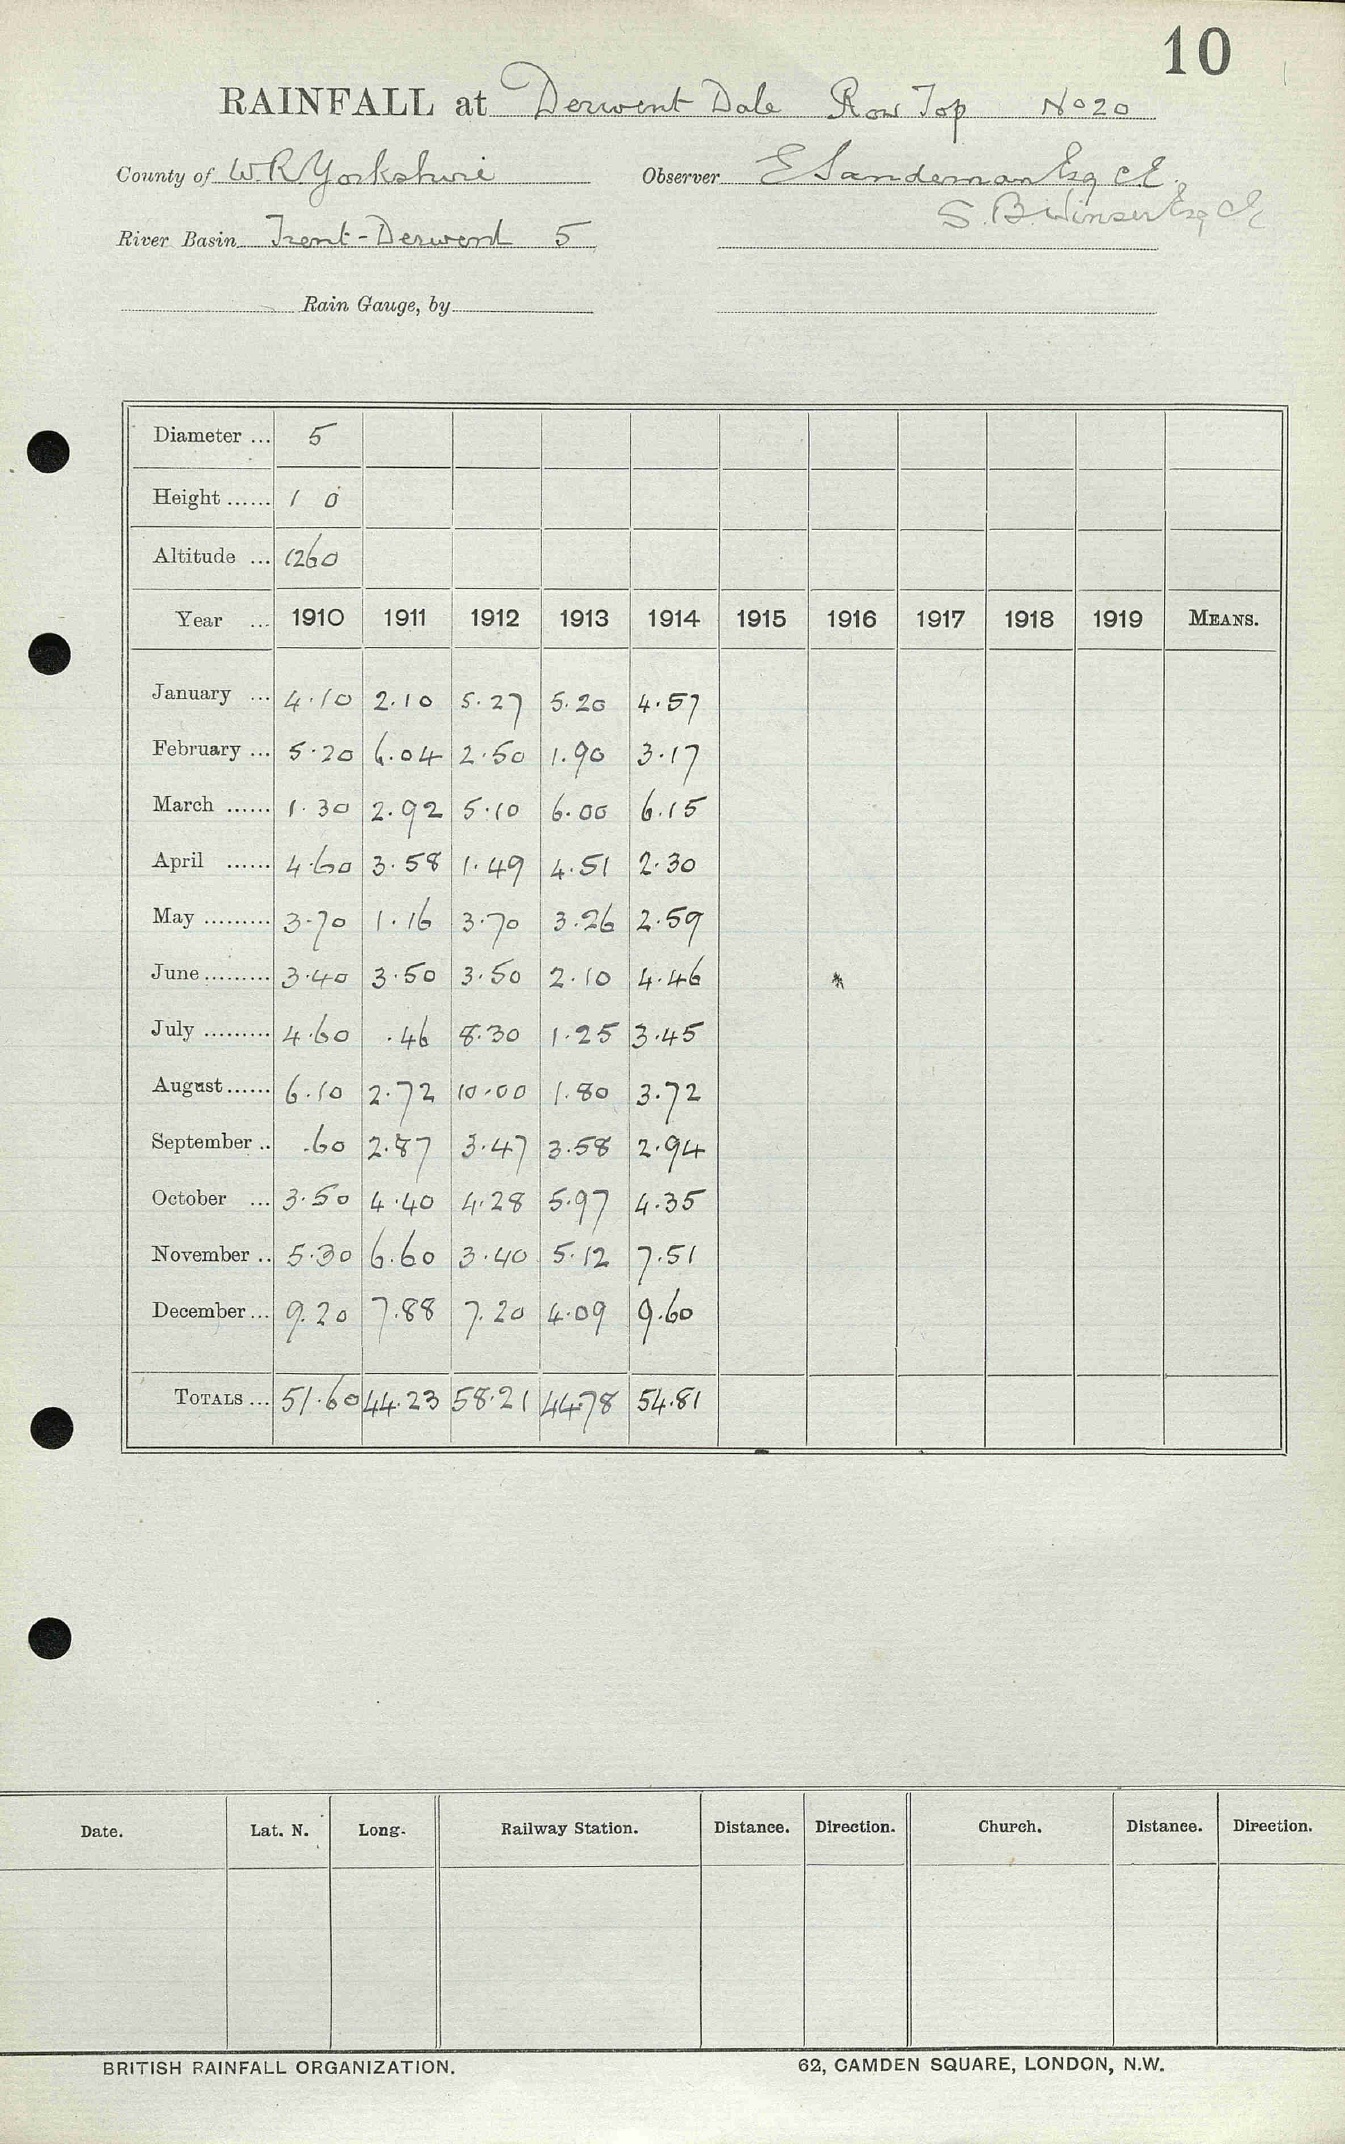 10
RAINFALL at Derwent Dale Row Top No 20
County of W.R. Yorkshire Observer E Sandeman Esq C.E.
S. B. Winser Esq C.E.
River Basin Trent-Derwent 5
Rain Gauge, by
Diameter ... 5
Height ...... 1 0
Altitude ... 1260
Year ... 1910 1911 1912 1913 1914 1915 1916 1917 1918 1919 MEANS.
January ... 4.10 2.10 5.27 5.20 4.57
February ... 5.20 6.04 2.50 1.90 3.17
March ...... 1.30 2.92 5.10 6.00 6.15
April ...... 4.60 3.58 1.49 4.51 2.30
May ......... 3.70 1.16 3.70 3.26 2.59
June ......... 3.40 3.50 3.50 2.10 4.46
July ......... 4.60 .46 8.30 1.25 3.45
August ...... 6.10 2.72 10.00 1.80 3.72
September .. .60 2.87 3.47 3.58 2.94
October ... 3.50 4.40 4.28 5.97 4.35
November .. 5.30 6.60 3.40 5.12 7.51
December ... 9.20 7.88 7.20 4.09 9.60
TOTALS ... 51.60 44.23 58.21 44.78 54.81
Date. Lat. N. Long. Railway Station. Distance. Direction. Church. Distance. Direction.
BRITISH RAINFALL ORGANIZATION. 62, CAMDEN SQUARE, LONDON, N.W.